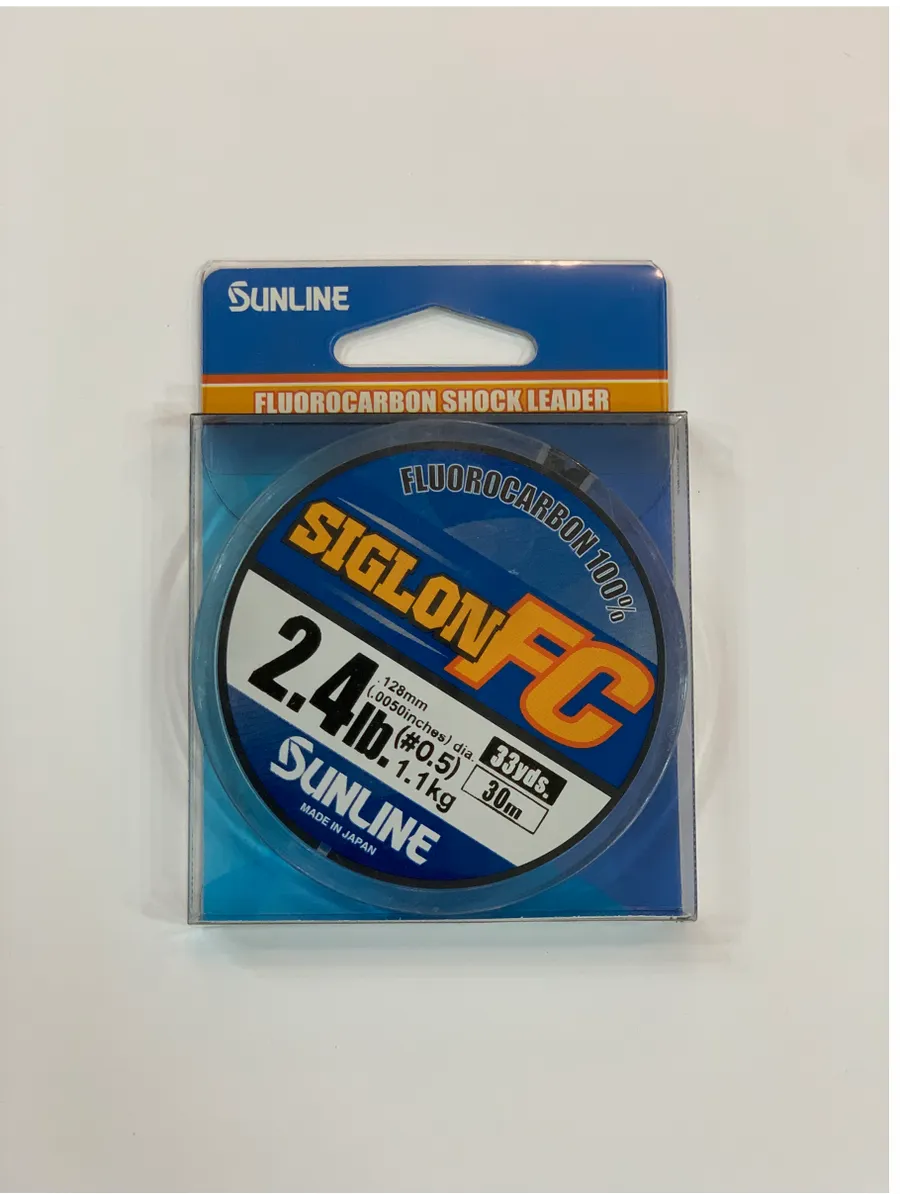 SUNLINE
FLUOROCARBON SHOCK LEADER
FLUOROCARBON 100%
SIGLON FC
2.4lb.
.128mm
(.0050inches) dia.
(#0.5)
1.1kg
33yds.
30m
SUNLINE
MADE IN JAPAN